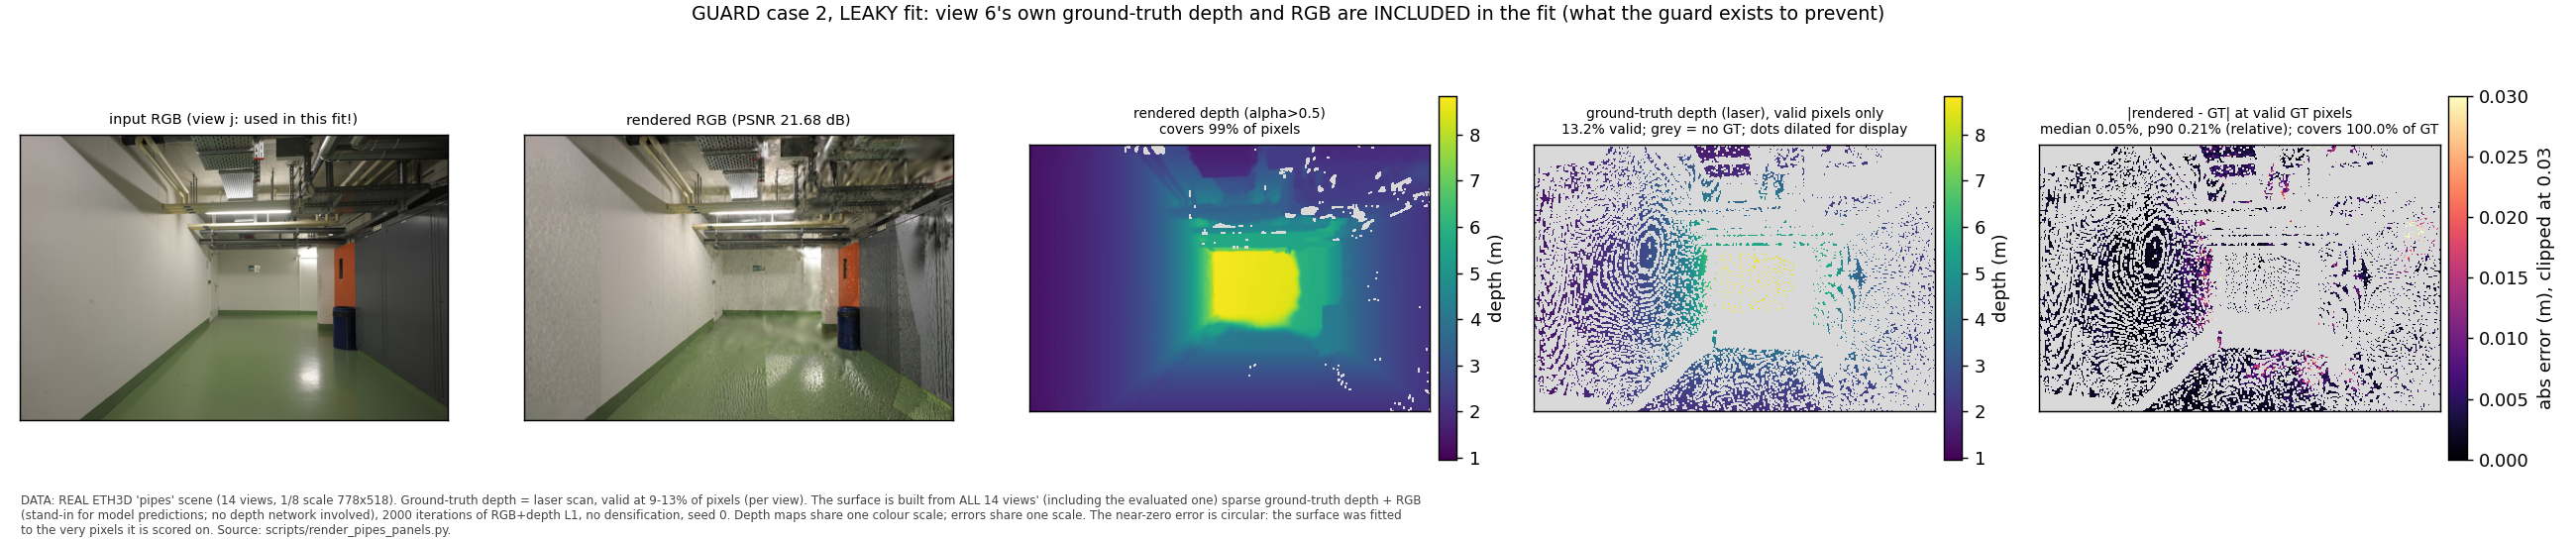 GUARD case 2, LEAKY fit: view 6's own ground-truth depth and RGB are INCLUDED in the fit (what the guard exists to prevent)
input RGB (view j: used in this fit!)
rendered RGB (PSNR 21.68 dB)
rendered depth (alpha>0.5)
covers 99% of pixels
8
7
6
5
4
3
2
1
depth (m)
ground-truth depth (laser), valid pixels only
13.2% valid; grey = no GT; dots dilated for display
8
7
6
5
4
3
2
1
depth (m)
|rendered - GT| at valid GT pixels
median 0.05%, p90 0.21% (relative); covers 100.0% of GT
0.030
0.025
0.020
0.015
0.010
0.005
0.000
abs error (m), clipped at 0.03
DATA: REAL ETH3D 'pipes' scene (14 views, 1/8 scale 778x518). Ground-truth depth = laser scan, valid at 9-13% of pixels (per view). The surface is built from ALL 14 views' (including the evaluated one) sparse ground-truth depth + RGB
(stand-in for model predictions; no depth network involved), 2000 iterations of RGB+depth L1, no densification, seed 0. Depth maps share one colour scale; errors share one scale. The near-zero error is circular: the surface was fitted
to the very pixels it is scored on. Source: scripts/render_pipes_panels.py.